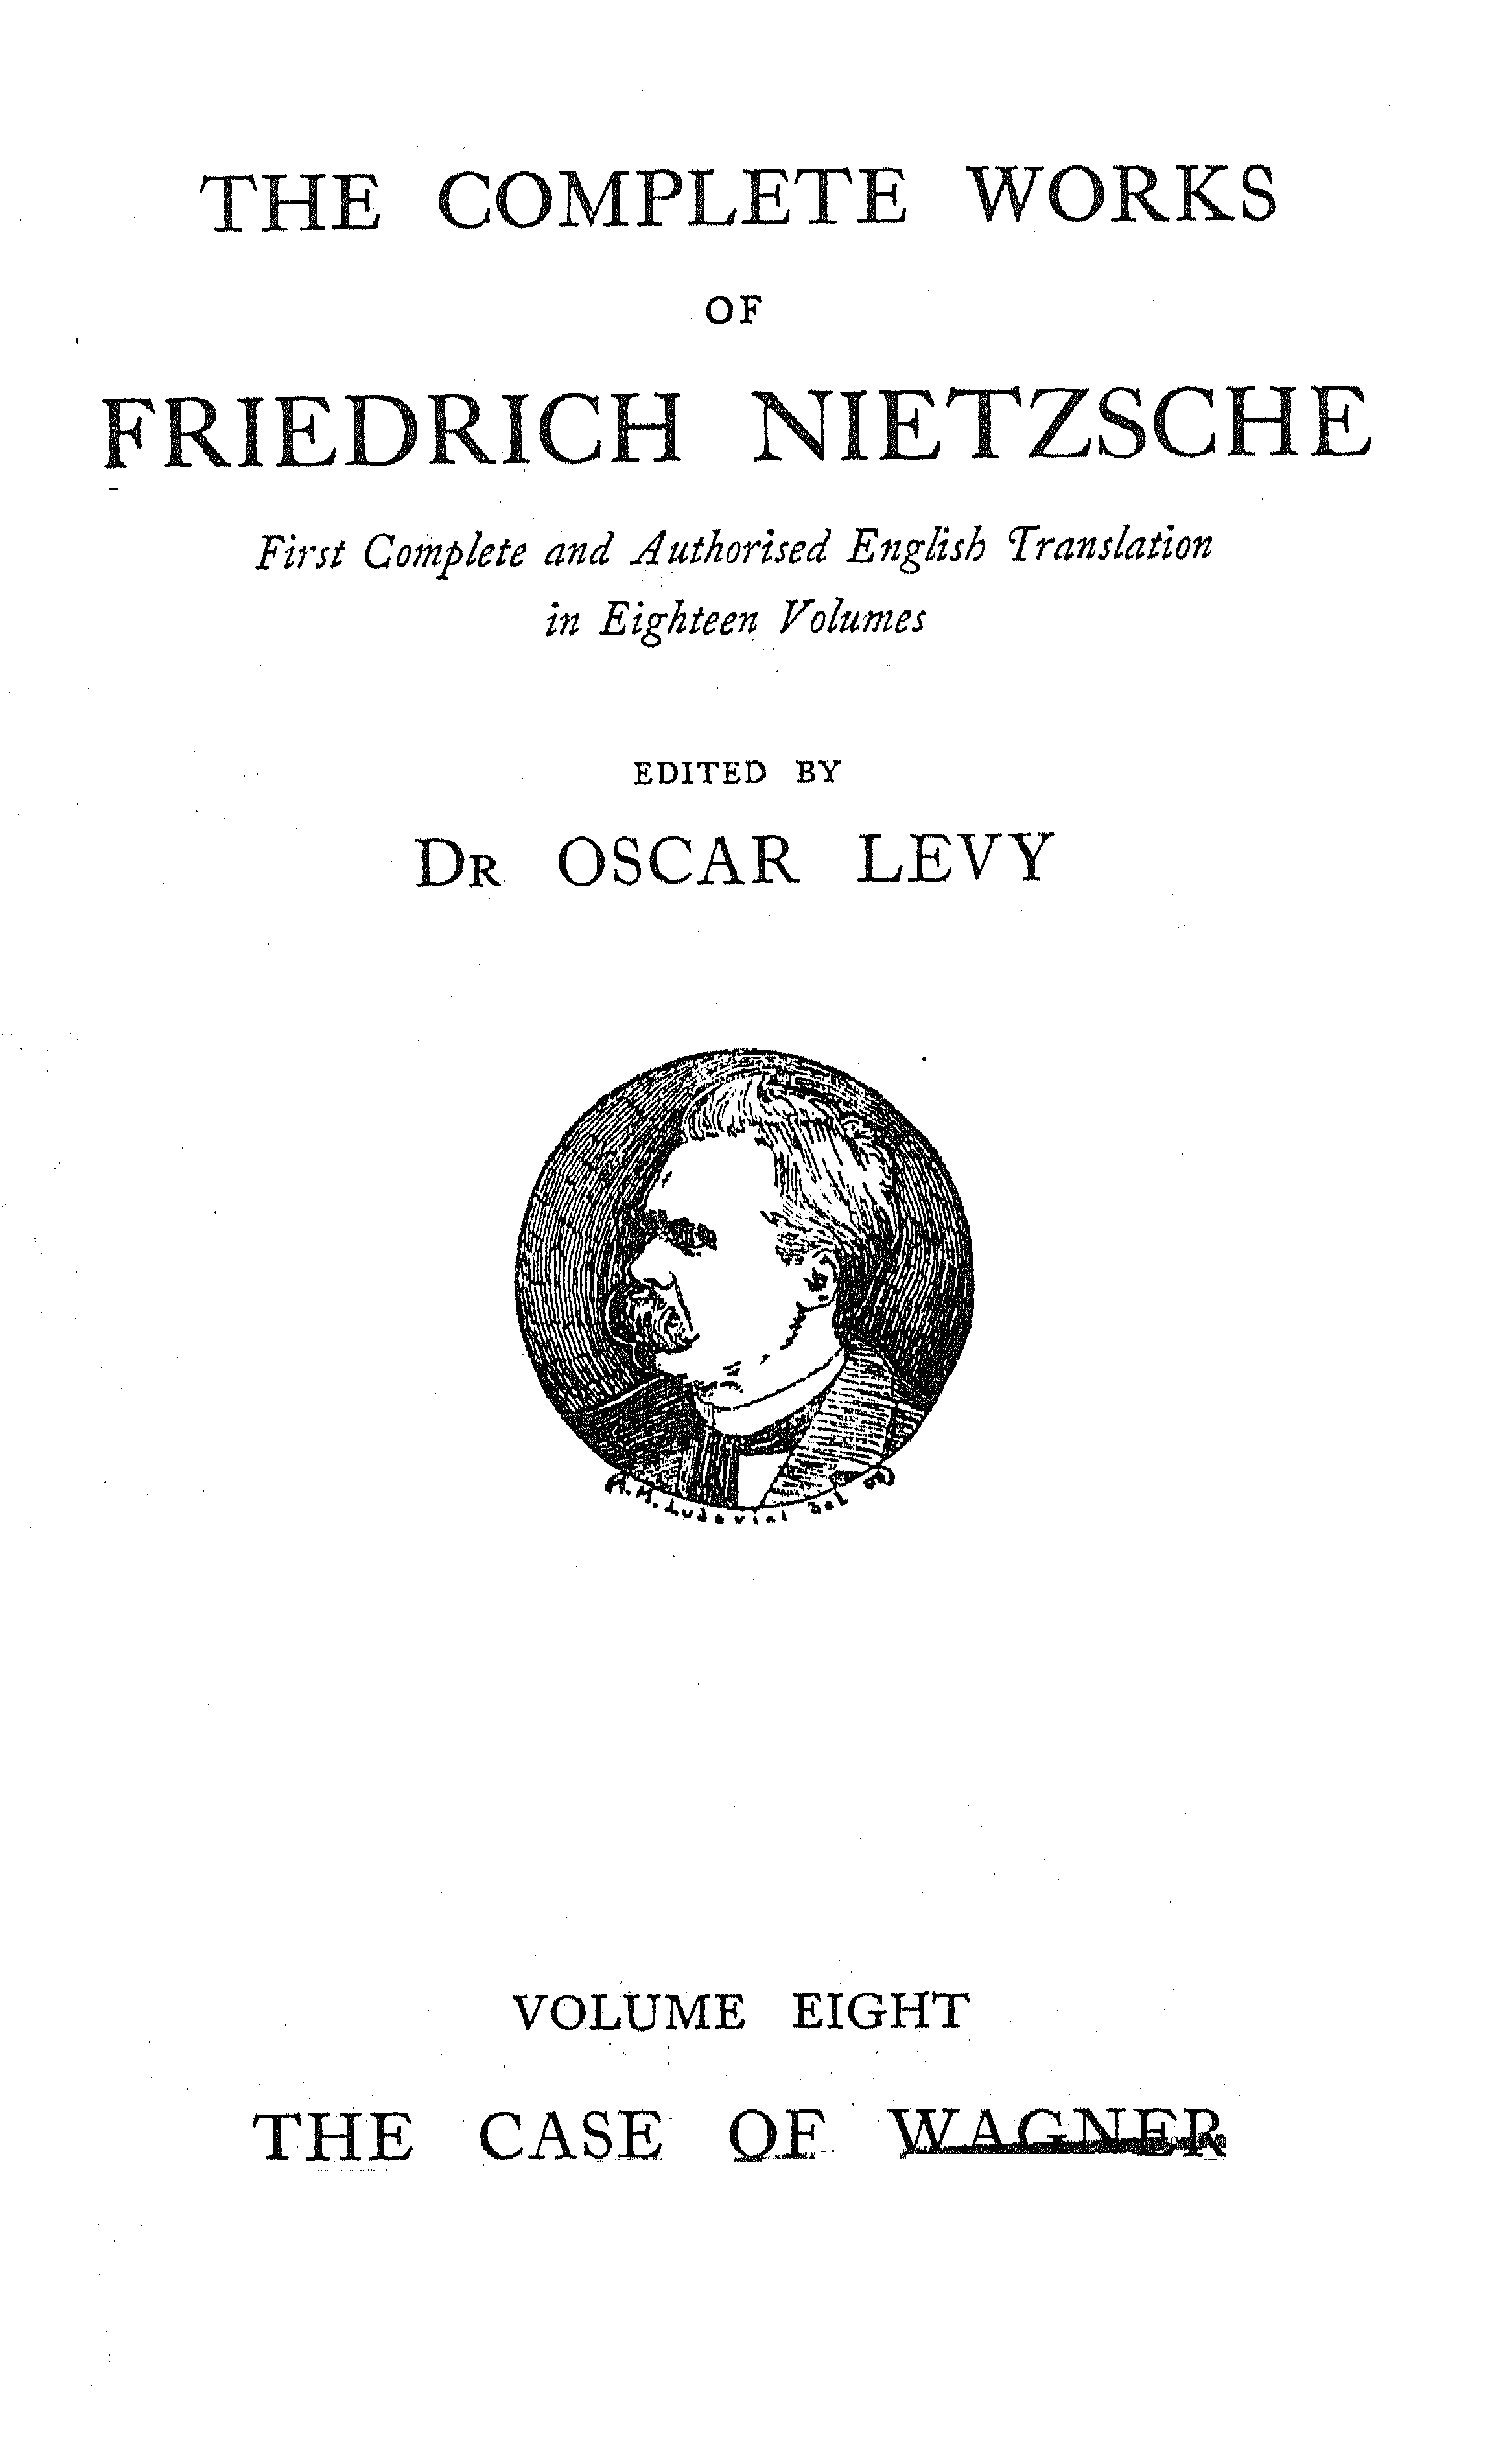 THE COMPLETE WORKS
OF
FRIEDRICH NIETZSCHE
First Complete and Authorised English Translation
in Eighteen Volumes
EDITED BY
DR OSCAR LEVY
A. M. Ludovici Del
VOLUME EIGHT
THE CASE OF WAGNER